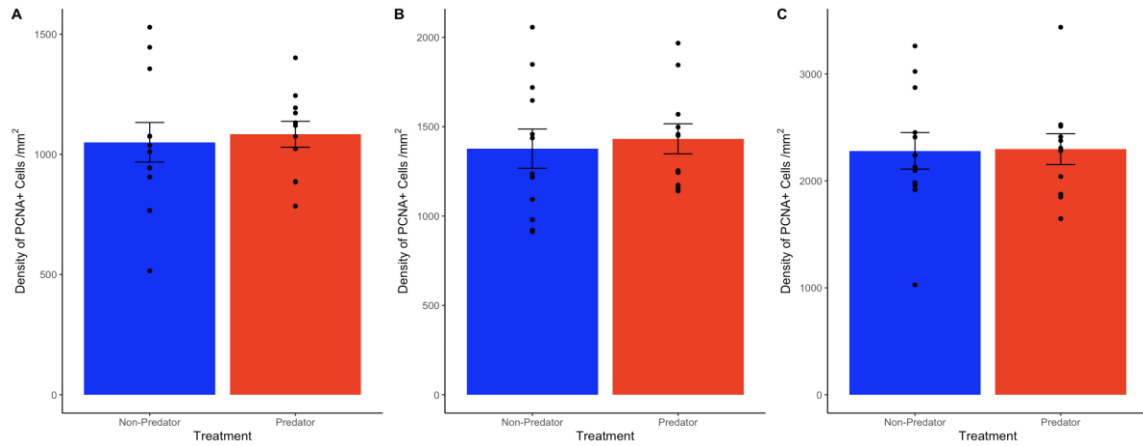 A
Density of PCNA+ Cells /mm²
1500
1000
500
0
Non-Predator
Predator
Treatment
B
Density of PCNA+ Cells /mm²
2000
1500
1000
500
0
Non-Predator
Predator
Treatment
C
Density of PCNA+ Cells /mm²
3000
2000
1000
0
Non-Predator
Predator
Treatment